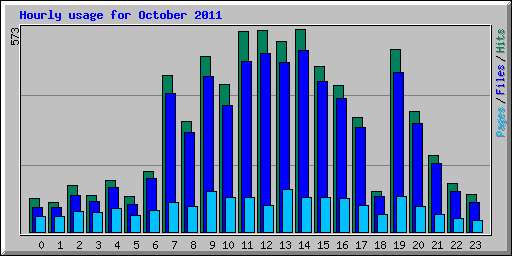 Hourly usage for October 2011
573
Pages / Files / Hits
0 1 2 3 4 5 6 7 8 9 10 11 12 13 14 15 16 17 18 19 20 21 22 23